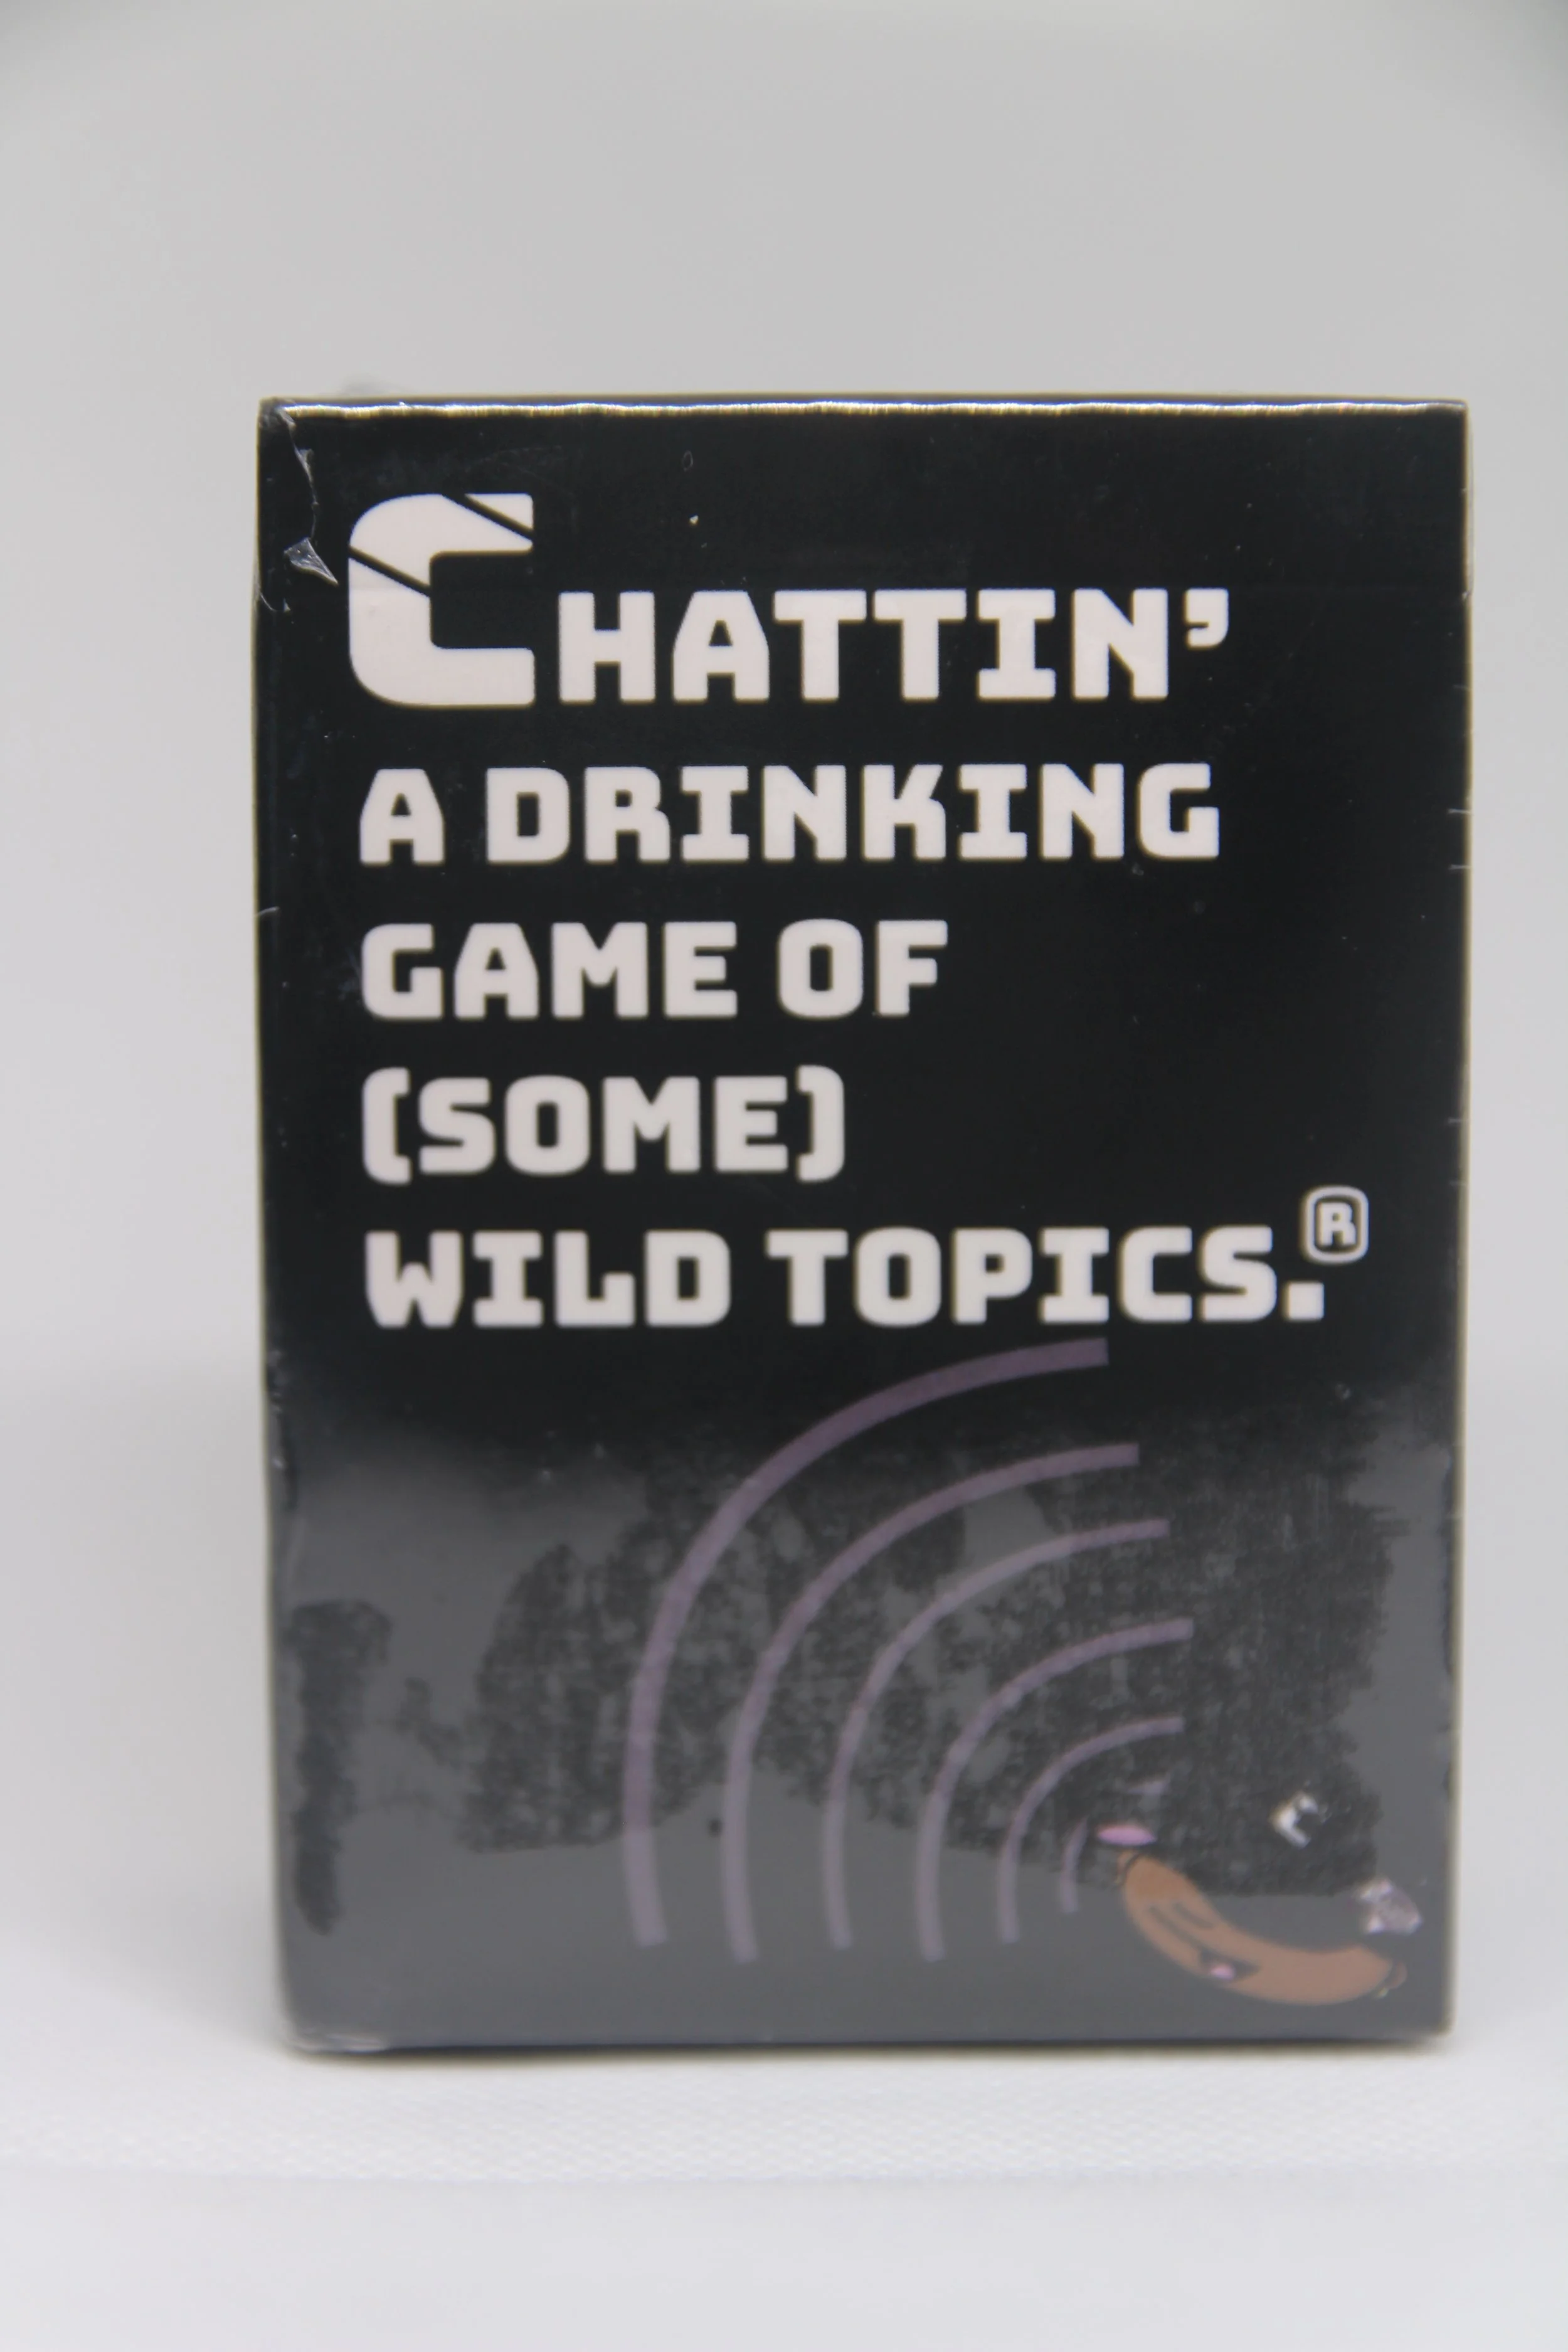 CHATTIN'
A DRINKING
GAME OF
(SOME)
WILD TOPICS.®